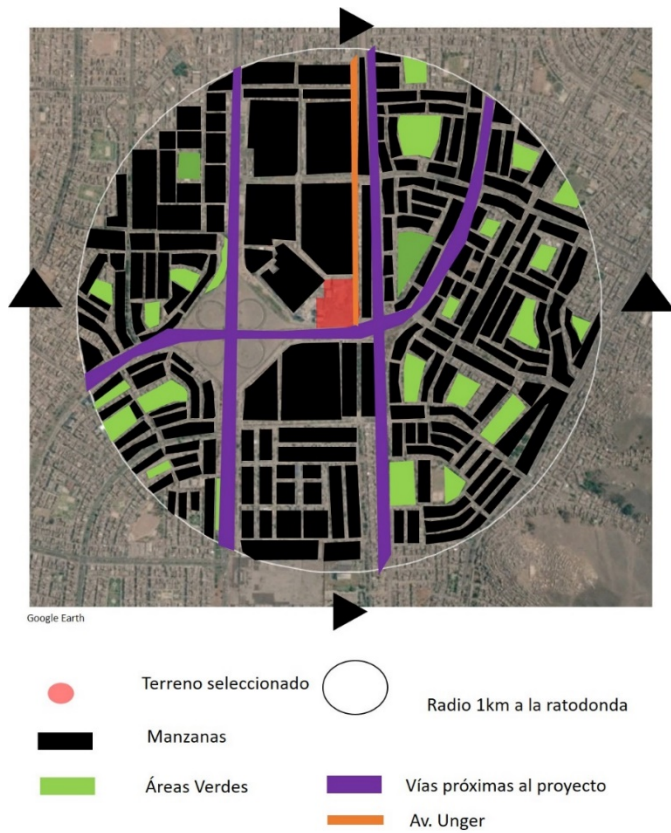 Google Earth
Terreno seleccionado
Radio 1km a la ratodonda
Manzanas
Áreas Verdes
Vías próximas al proyecto
Av. Unger